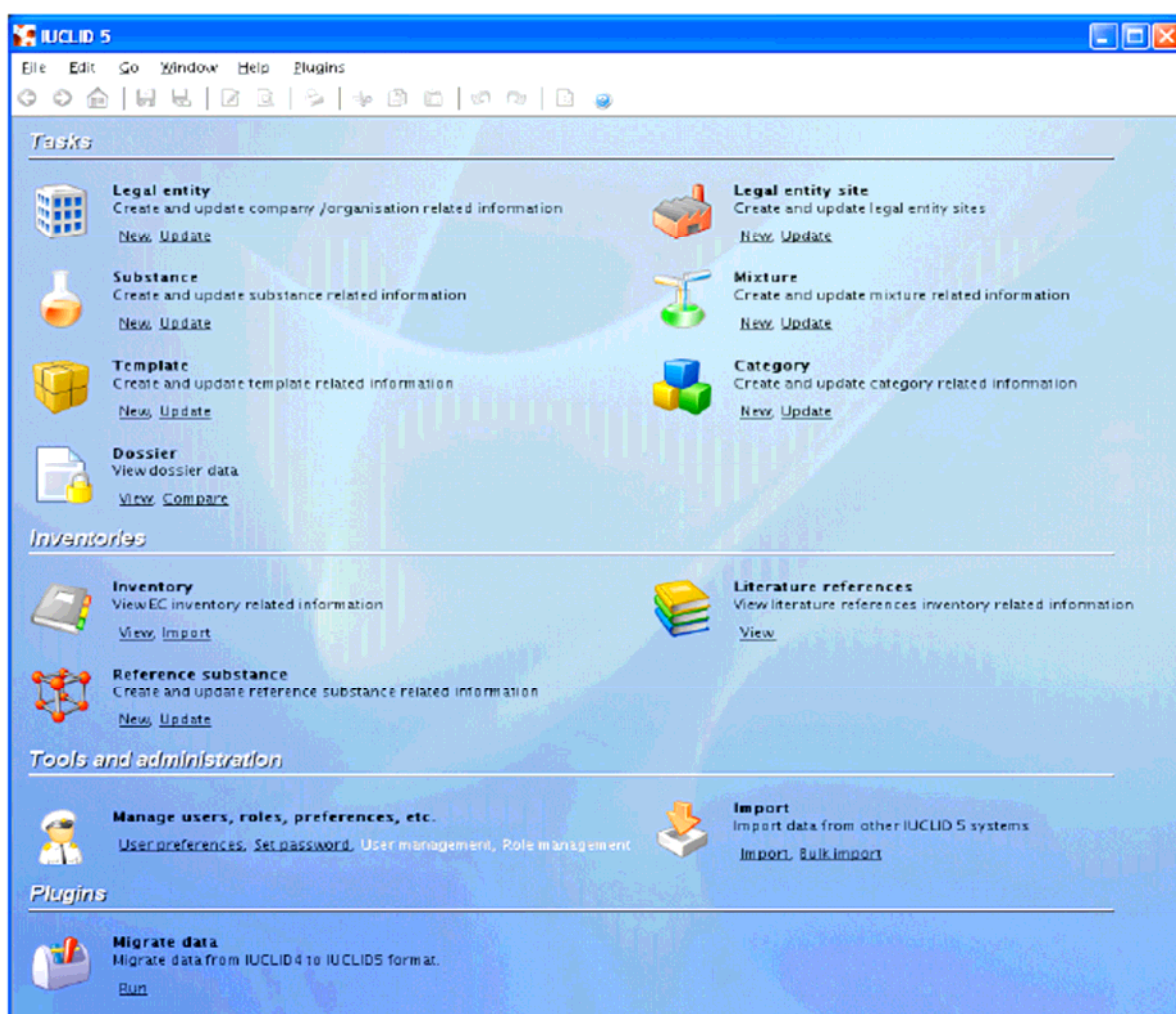 IUCLID 5
File Edit Go Window Help Plugins
Tasks
Legal entity
Create and update company /organisation related information
New, Update
Legal entity site
Create and update legal entity sites
New, Update
Substance
Create and update substance related information
New, Update
Mixture
Create and update mixture related information
New, Update
Template
Create and update template related information
New, Update
Category
Create and update category related information
New, Update
Dossier
View dossier data
View, Compare
Inventories
Inventory
View EC inventory related information
View, Import
Literature references
View literature references inventory related information
View
Reference substance
Create and update reference substance related information
New, Update
Tools and administration
Manage users, roles, preferences, etc.
User preferences, Set password, User management, Role management
Import
Import data from other IUCLID 5 systems
Import, Bulk import
Plugins
Migrate data
Migrate data from IUCLID4 to IUCLID5 format.
Run